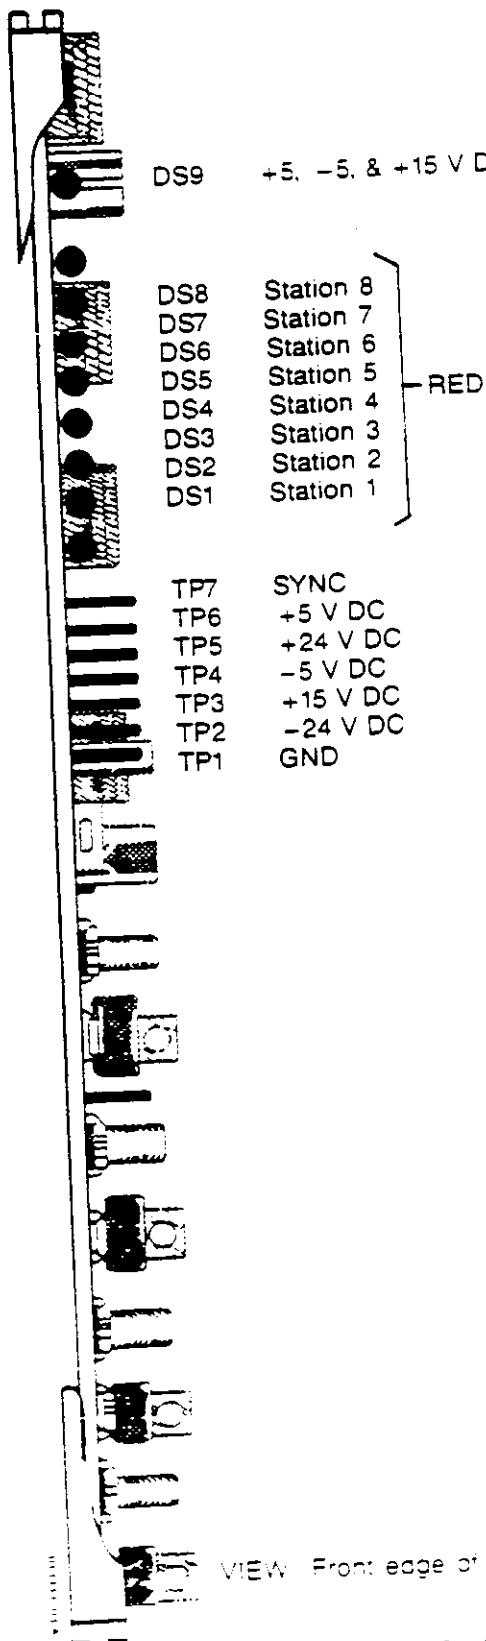 DS9 +5, −5, & +15 V D
DS8 Station 8
DS7 Station 7
DS6 Station 6
DS5 Station 5
DS4 Station 4
DS3 Station 3
DS2 Station 2
DS1 Station 1
RED
TP7 SYNC
TP6 +5 V DC
TP5 +24 V DC
TP4 −5 V DC
TP3 +15 V DC
TP2 −24 V DC
TP1 GND
VIEW: Front edge of